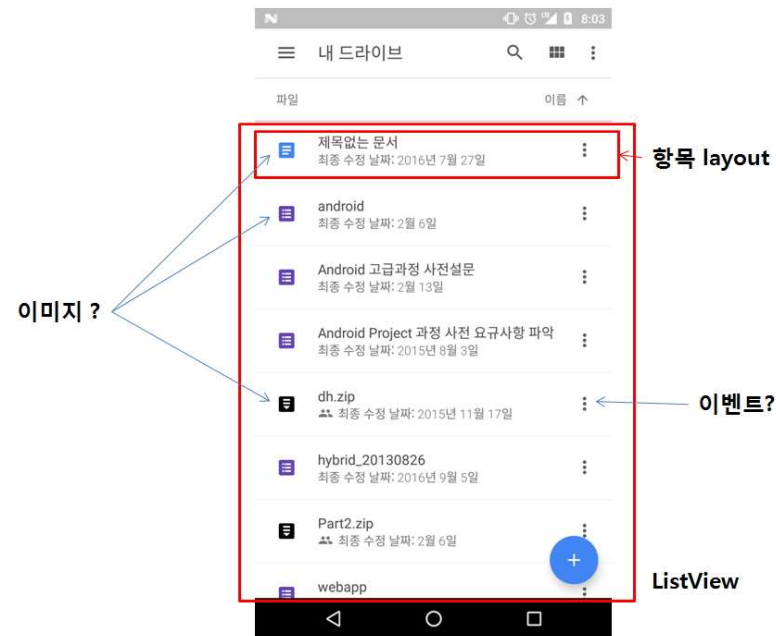 8:03
내 드라이브
파일
이름
제목없는 문서
최종 수정 날짜: 2016년 7월 27일
항목 layout
android
최종 수정 날짜: 2월 6일
Android 고급과정 사전설문
최종 수정 날짜: 2월 13일
이미지 ?
Android Project 과정 사전 요규사항 파악
최종 수정 날짜: 2015년 8월 3일
dh.zip
최종 수정 날짜: 2015년 11월 17일
이벤트?
hybrid_20130826
최종 수정 날짜: 2016년 9월 5일
Part2.zip
최종 수정 날짜: 2월 6일
ListView
webapp